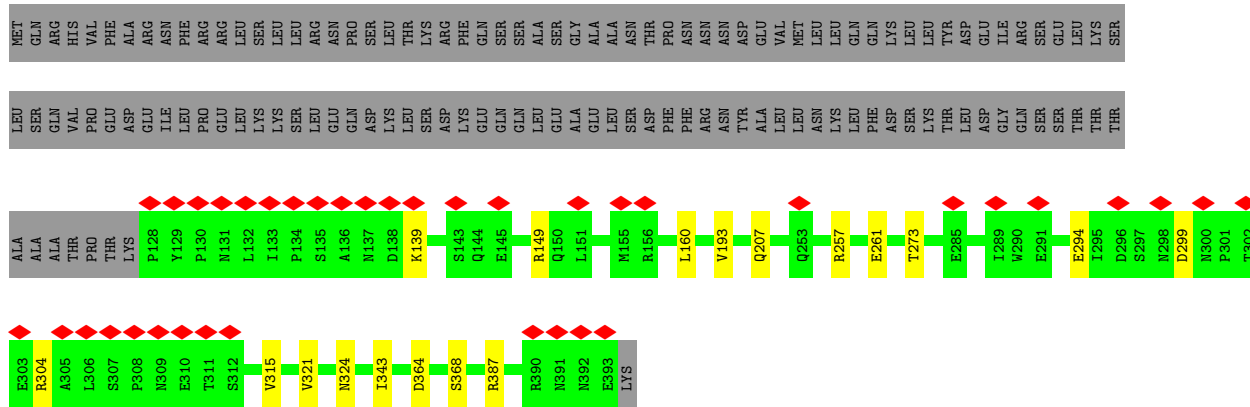 MET GLN ARG HIS VAL PHE ALA ARG ASN PHE ARG ARG LEU SER LEU LEU ARG ASN PRO SER LEU THR LYS ARG PHE GLN SER SER ALA SER GLY ALA ALA ASN THR PRO ASN ASN ASN ASP GLU VAL MET LEU LEU GLN GLN LYS LEU LEU TYR ASP GLU ILE ARG SER GLU LEU LYS SER
LEU SER GLN VAL PRO GLU ASP GLU ILE LEU PRO GLU LEU LYS LYS SER LEU GLU GLN ASP LYS LEU SER ASP LYS GLU GLN GLN LEU GLU ALA GLU LEU SER ASP PHE PHE ARG ASN TYR ALA LEU LEU ASN LYS LEU PHE ASP SER LYS THR LEU ASP GLY GLN SER SER THR THR THR
ALA ALA ALA THR PRO THR LYS P128 Y129 P130 N131 L132 I133 P134 S135 A136 N137 D138 K139 S143 Q144 E145 R149 Q150 L151 M155 R156 L160 V193 Q207 Q253 R257 E261 T273 E285 I289 W290 E291 E294 I295 D296 S297 N298 D299 N300 P301 T302
E303 R304 A305 L306 S307 P308 N309 E310 T311 S312 V315 V321 N324 I343 D364 S368 R387 R390 N391 N392 E393 LYS